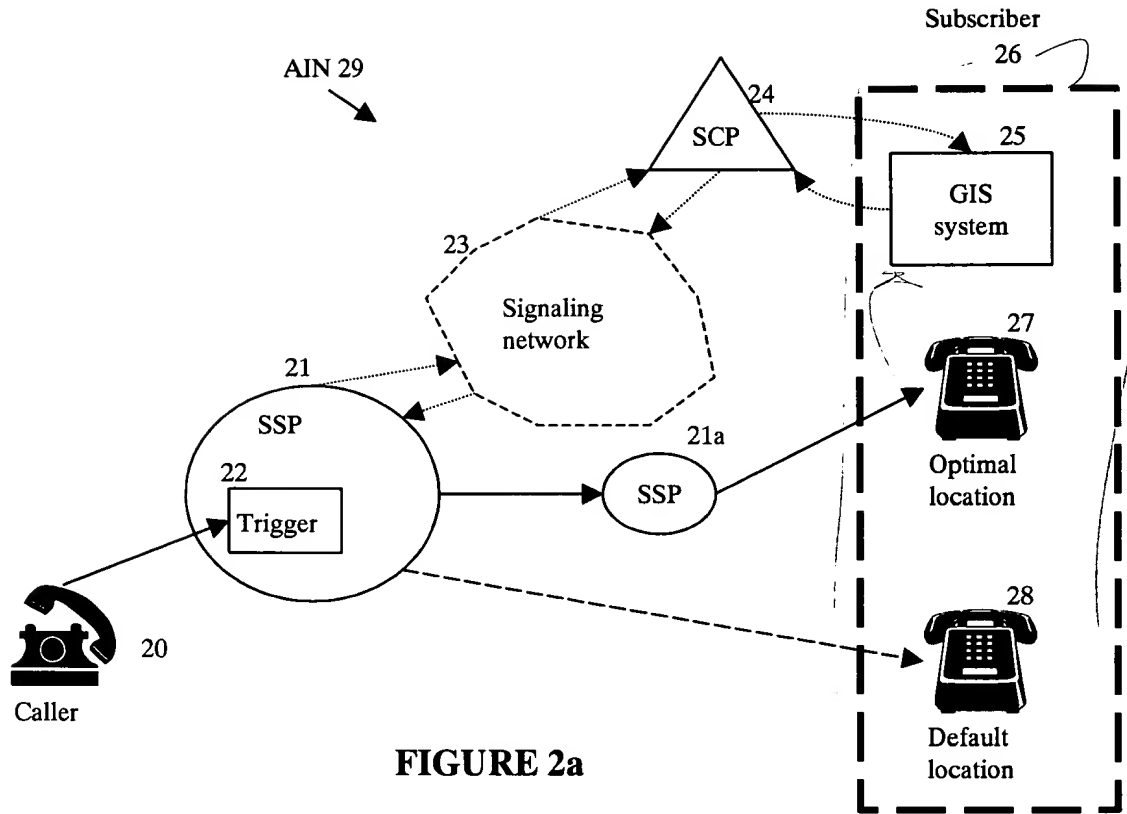 Subscriber
26
AIN 29
24
SCP
25
GIS
system
23
Signaling
network
27
21
SSP
21a
SSP
Optimal
location
22
Trigger
28
20
Caller
Default
location
FIGURE 2a